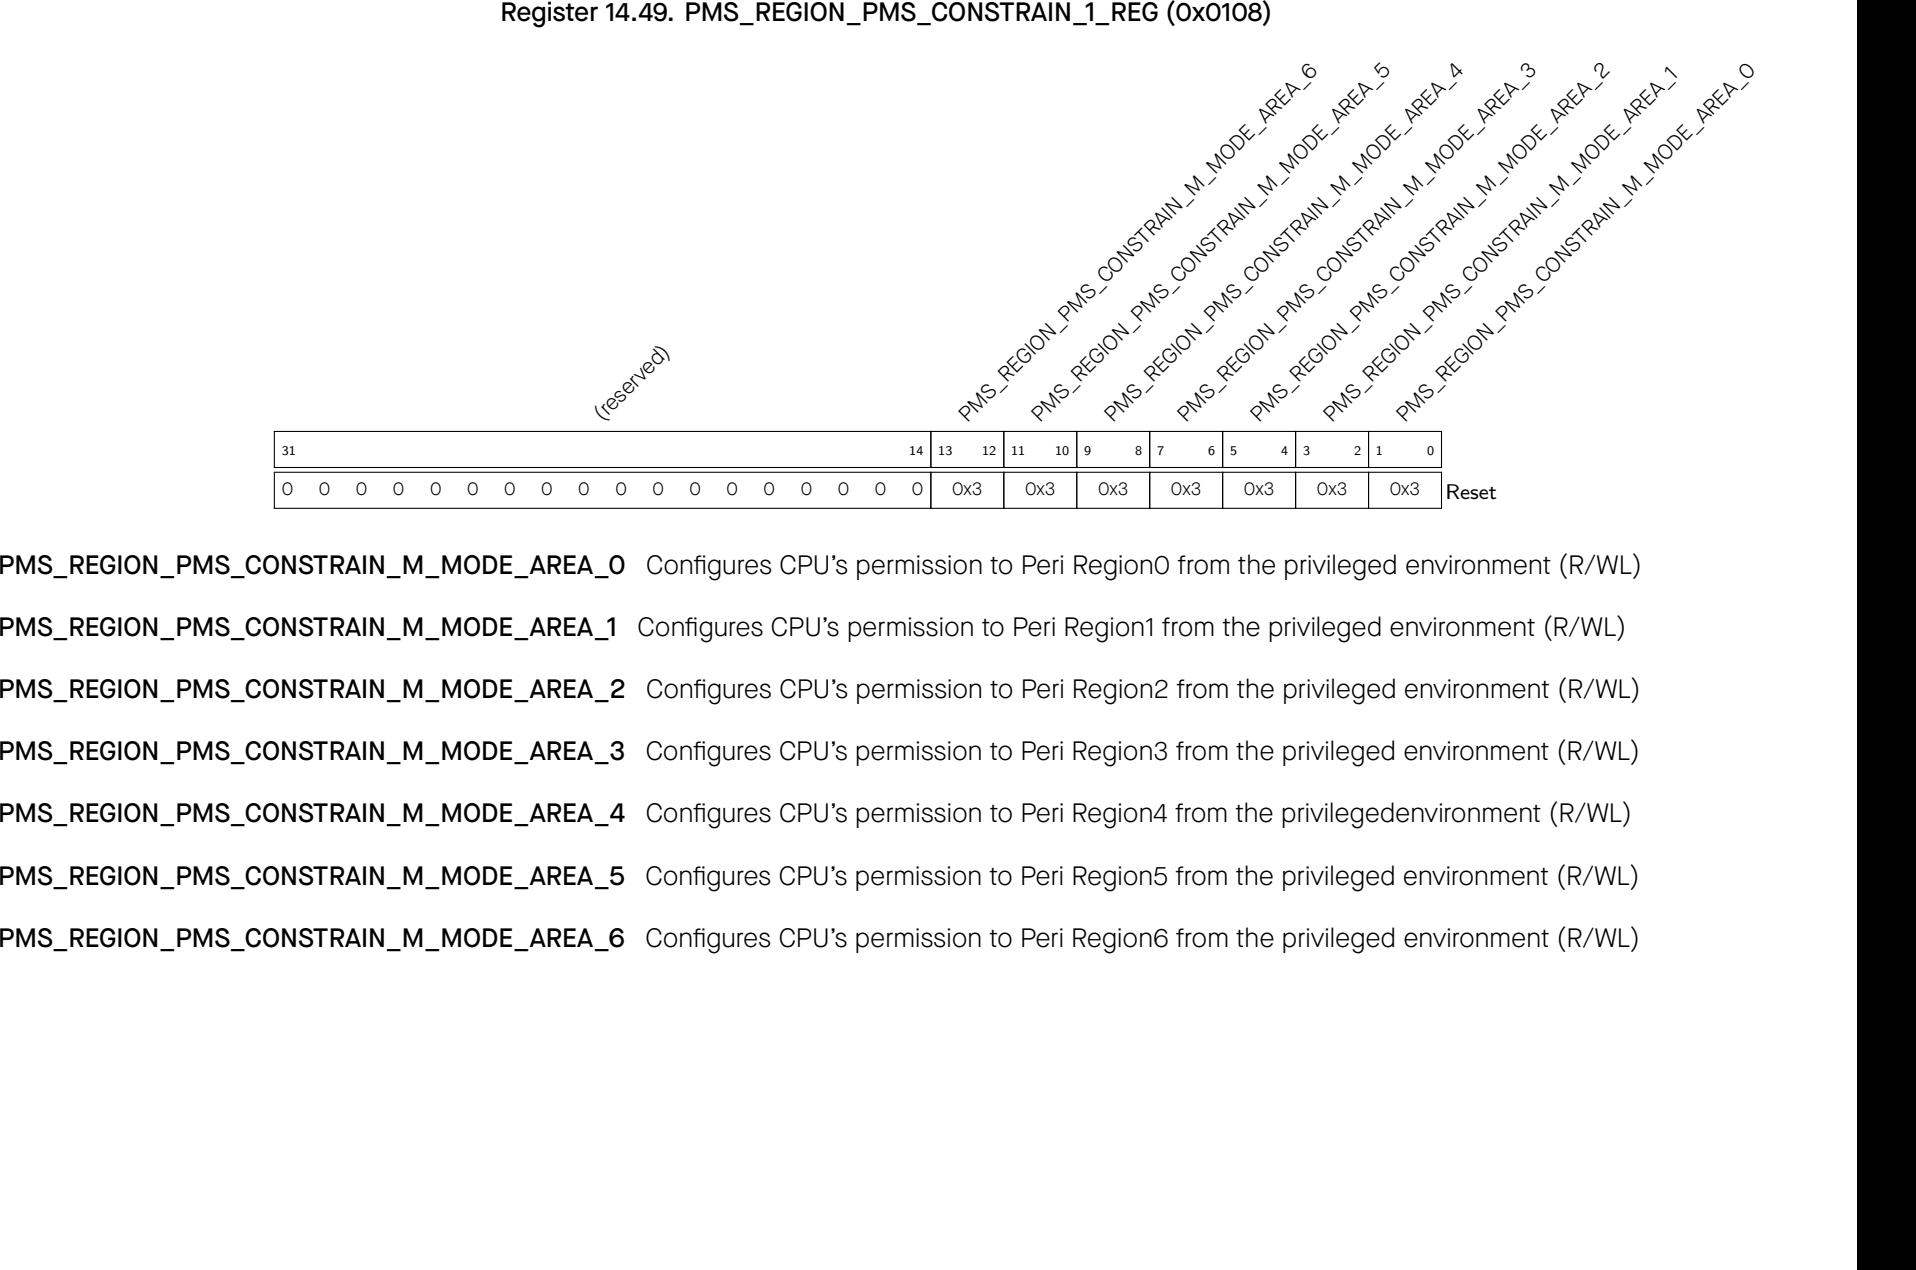 Register 14.49. PMS_REGION_PMS_CONSTRAIN_1_REG (0x0108)
(reserved)
PMS_REGION_PMS_CONSTRAIN_M_MODE_AREA_6
PMS_REGION_PMS_CONSTRAIN_M_MODE_AREA_5
PMS_REGION_PMS_CONSTRAIN_M_MODE_AREA_4
PMS_REGION_PMS_CONSTRAIN_M_MODE_AREA_3
PMS_REGION_PMS_CONSTRAIN_M_MODE_AREA_2
PMS_REGION_PMS_CONSTRAIN_M_MODE_AREA_1
PMS_REGION_PMS_CONSTRAIN_M_MODE_AREA_0
31 14 13 12 11 10 9 8 7 6 5 4 3 2 1 0
0 0 0 0 0 0 0 0 0 0 0 0 0 0 0 0 0 0 0x3 0x3 0x3 0x3 0x3 0x3 0x3 Reset
PMS_REGION_PMS_CONSTRAIN_M_MODE_AREA_0 Configures CPU's permission to Peri Region0 from the privileged environment (R/WL)
PMS_REGION_PMS_CONSTRAIN_M_MODE_AREA_1 Configures CPU's permission to Peri Region1 from the privileged environment (R/WL)
PMS_REGION_PMS_CONSTRAIN_M_MODE_AREA_2 Configures CPU's permission to Peri Region2 from the privileged environment (R/WL)
PMS_REGION_PMS_CONSTRAIN_M_MODE_AREA_3 Configures CPU's permission to Peri Region3 from the privileged environment (R/WL)
PMS_REGION_PMS_CONSTRAIN_M_MODE_AREA_4 Configures CPU's permission to Peri Region4 from the privilegedenvironment (R/WL)
PMS_REGION_PMS_CONSTRAIN_M_MODE_AREA_5 Configures CPU's permission to Peri Region5 from the privileged environment (R/WL)
PMS_REGION_PMS_CONSTRAIN_M_MODE_AREA_6 Configures CPU's permission to Peri Region6 from the privileged environment (R/WL)